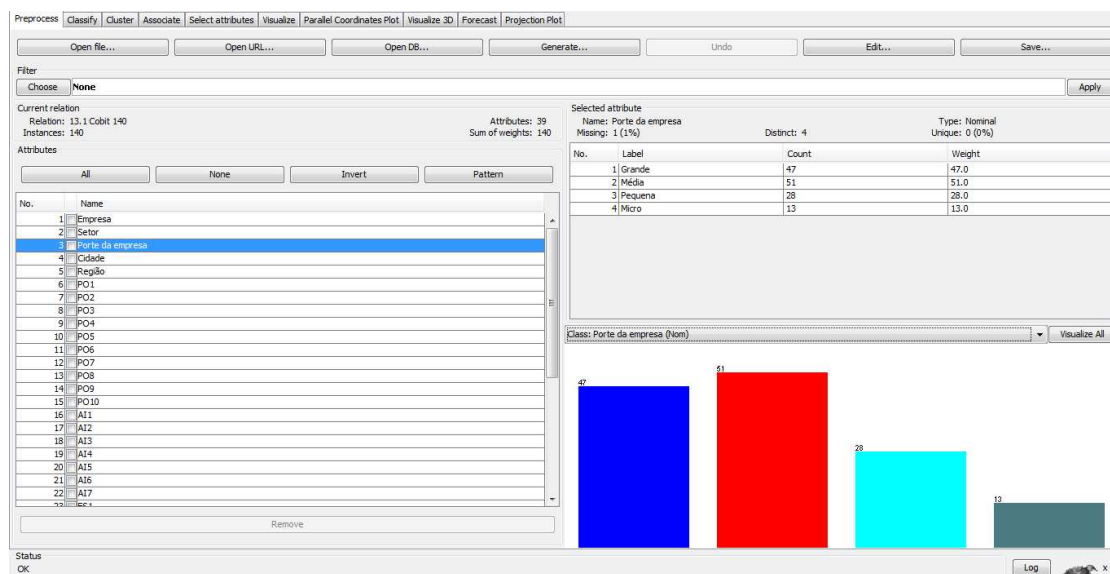 Preprocess Classify Cluster Associate Select attributes Visualize Parallel Coordinates Plot Visualize 3D Forecast Projection Plot
Open file... Open URL... Open DB... Generate... Undo Edit... Save...
Filter
Choose None Apply
Current relation
Relation: 13.1 Cobit 140 Attributes: 39
Instances: 140 Sum of weights: 140
Attributes
All None Invert Pattern
No. Name
1 Empresa
2 Setor
3 Porte da empresa
4 Cidade
5 Região
6 PO1
7 PO2
8 PO3
9 PO4
10 PO5
11 PO6
12 PO7
13 PO8
14 PO9
15 PO10
16 AI1
17 AI2
18 AI3
19 AI4
20 AI5
21 AI6
22 AI7
Remove
Selected attribute
Name: Porte da empresa Type: Nominal
Missing: 1 (1%) Distinct: 4 Unique: 0 (0%)
No. Label Count Weight
1 Grande 47 47.0
2 Média 51 51.0
3 Pequena 28 28.0
4 Micro 13 13.0
Class: Porte da empresa (Nom) Visualize All
47
51
28
13
Status
OK Log x